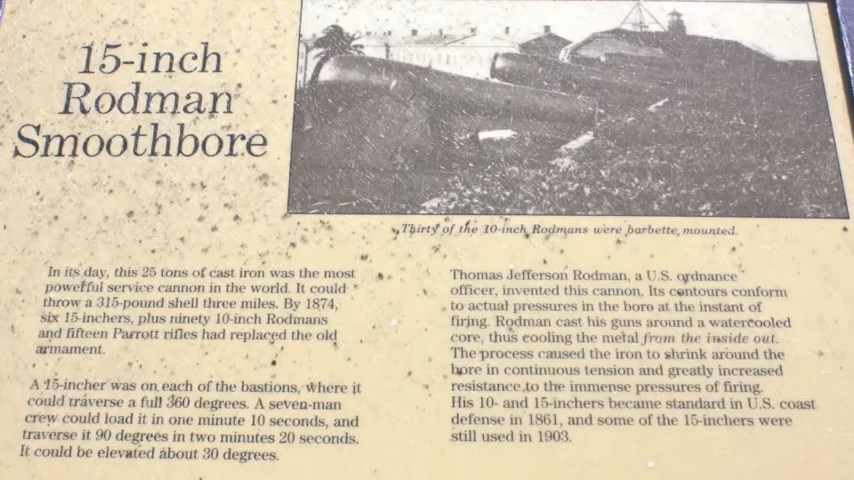 15-inch
Rodman
Smoothbore
Thirty of the 10-inch Rodmans were barbette, mounted.
In its day, this 25 tons of cast iron was the most
powerful service cannon in the world. It could
throw a 315-pound shell three miles. By 1874,
six 15-inchers, plus ninety 10-inch Rodmans
and fifteen Parrott rifles had replaced the old
armament.
A 15-incher was on each of the bastions, where it
could traverse a full 360 degrees. A seven-man
crew could load it in one minute 10 seconds, and
traverse it 90 degrees in two minutes 20 seconds.
It could be elevated about 30 degrees.
Thomas Jefferson Rodman, a U.S. ordnance
officer, invented this cannon. Its contours conform
to actual pressures in the bore at the instant of
firing. Rodman cast his guns around a watercooled
core, thus cooling the metal from the inside out.
The process caused the iron to shrink around the
bore in continuous tension and greatly increased
resistance to the immense pressures of firing.
His 10- and 15-inchers became standard in U.S. coast
defense in 1861, and some of the 15-inchers were
still used in 1903.